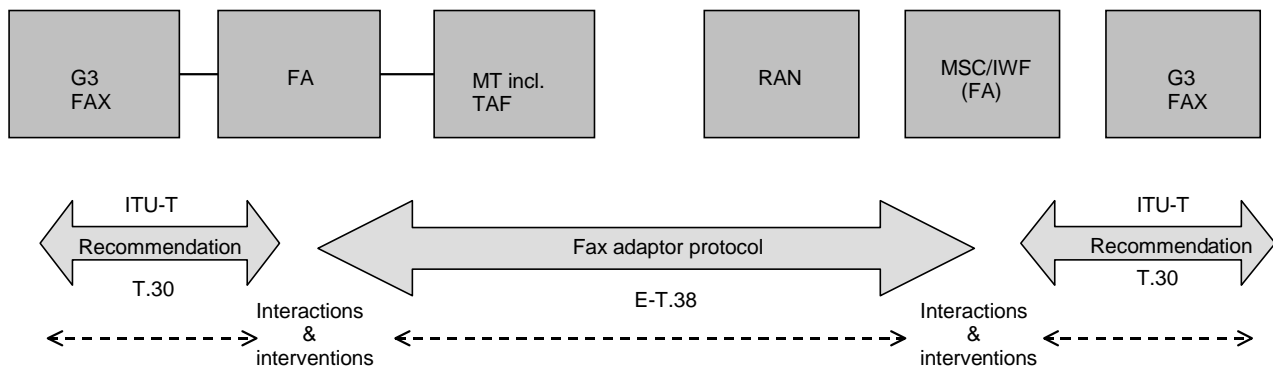 G3
FAX
FA
MT incl.
TAF
RAN
MSC/IWF
(FA)
G3
FAX
ITU-T
Recommendation
T.30
Fax adaptor protocol
E-T.38
ITU-T
Recommendation
T.30
Interactions
&
interventions
Interactions
&
interventions